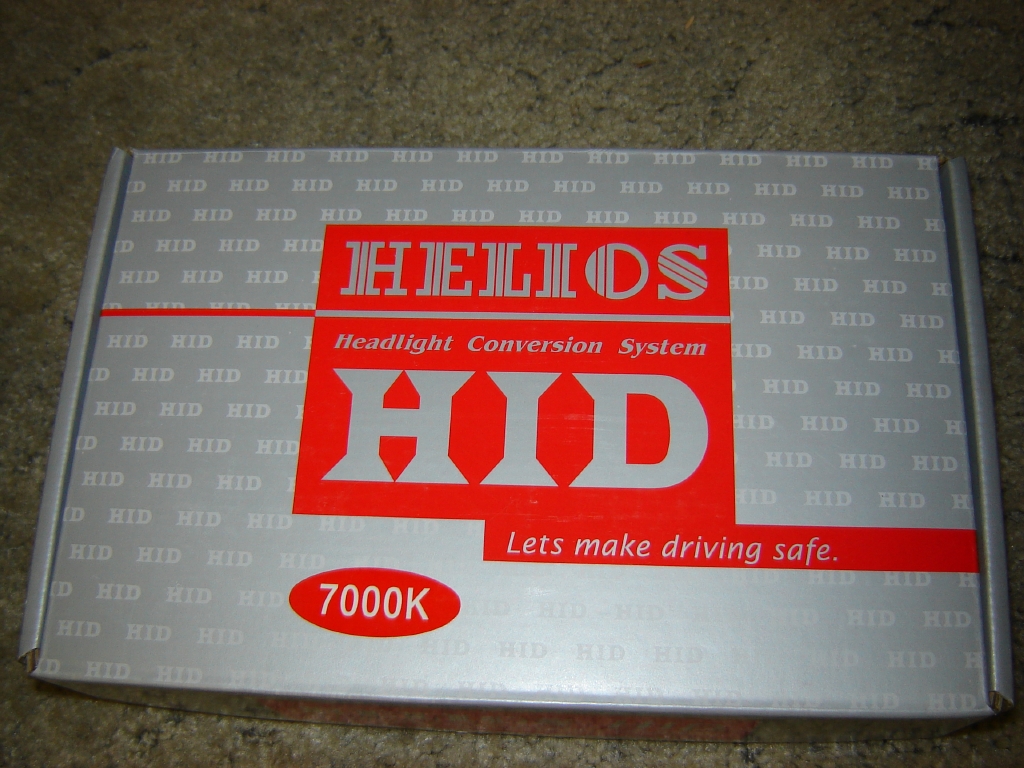 HELIOS
Headlight Conversion System
HID
Lets make driving safe.
7000K